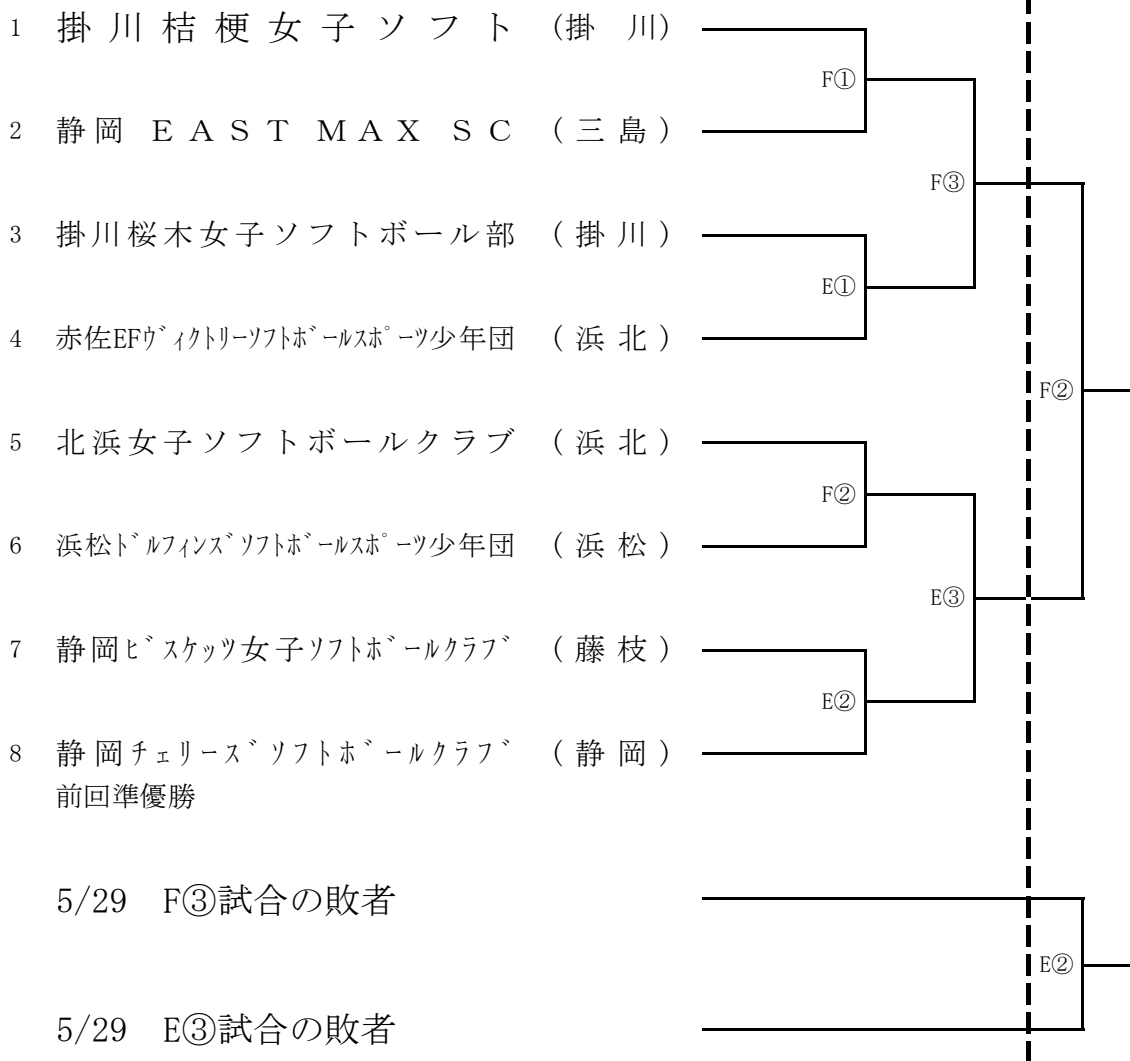 1 掛川桔梗女子ソフト (掛 川)
F①
2 静岡 EAST MAX SC (三島)
F③
3 掛川桜木女子ソフトボール部 (掛川)
E①
4 赤佐EFヴィクトリーソフトボールスポーツ少年団 (浜北)
F②
5 北浜女子ソフトボールクラブ (浜北)
F②
6 浜松ドルフィンズソフトボールスポーツ少年団 (浜松)
E③
7 静岡ビスケッツ女子ソフトボールクラブ (藤枝)
E②
8 静岡チェリーズソフトボールクラブ (静岡)
前回準優勝
5/29 F③試合の敗者
E②
5/29 E③試合の敗者